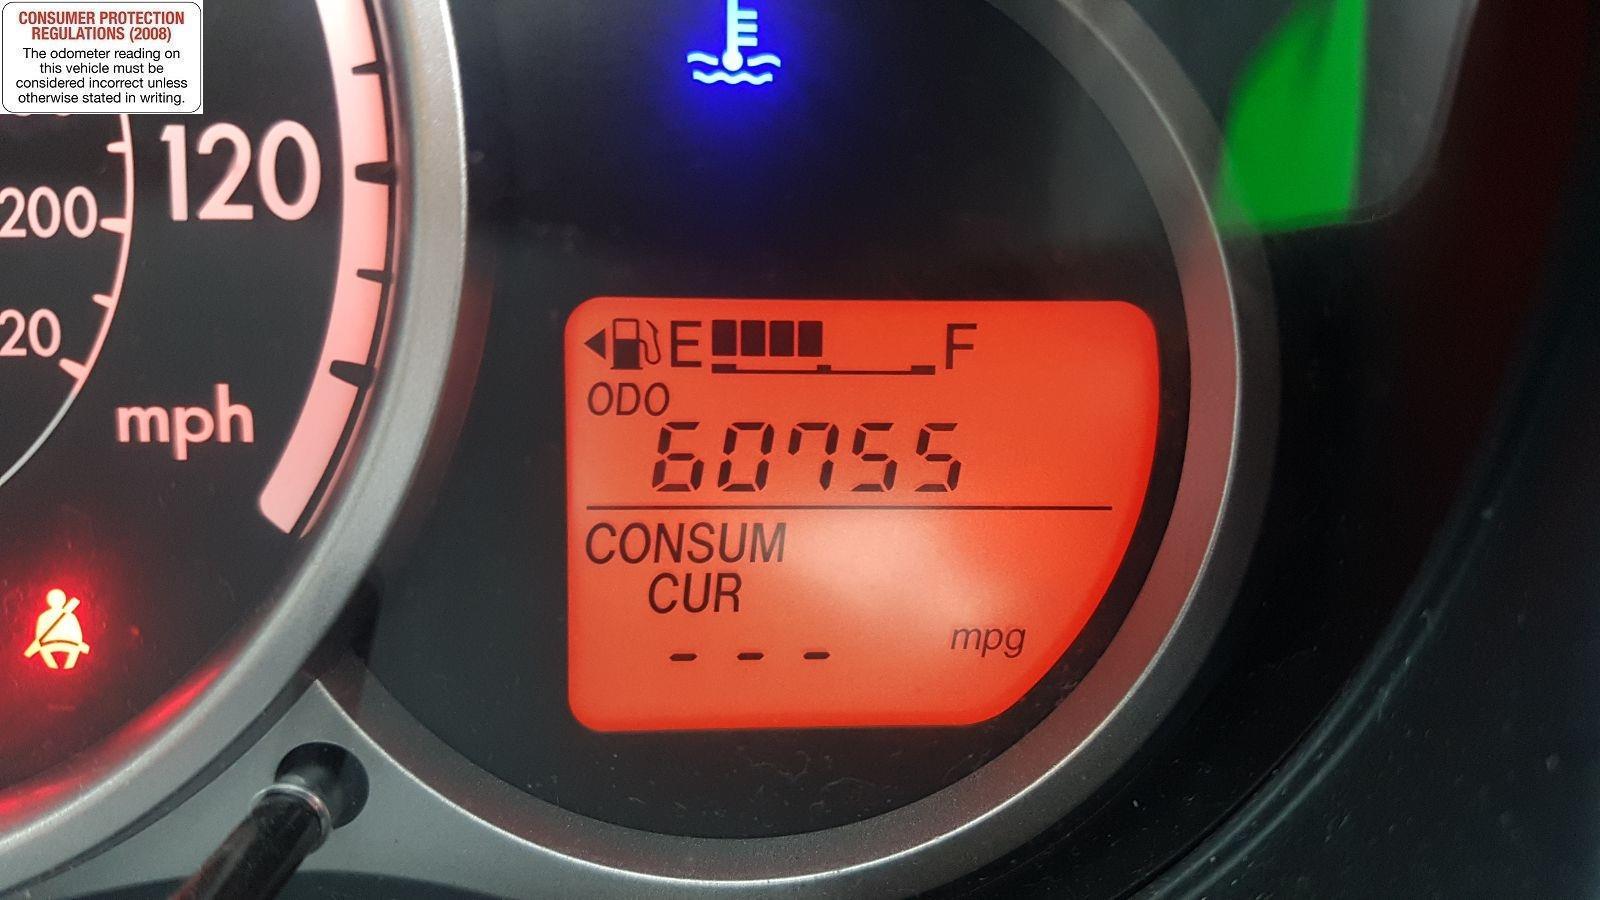 CONSUMER PROTECTION
REGULATIONS (2008)
The odometer reading on
this vehicle must be
considered incorrect unless
otherwise stated in writing.
120
200
20
mph
E F
ODO
60755
CONSUM
CUR
--- mpg